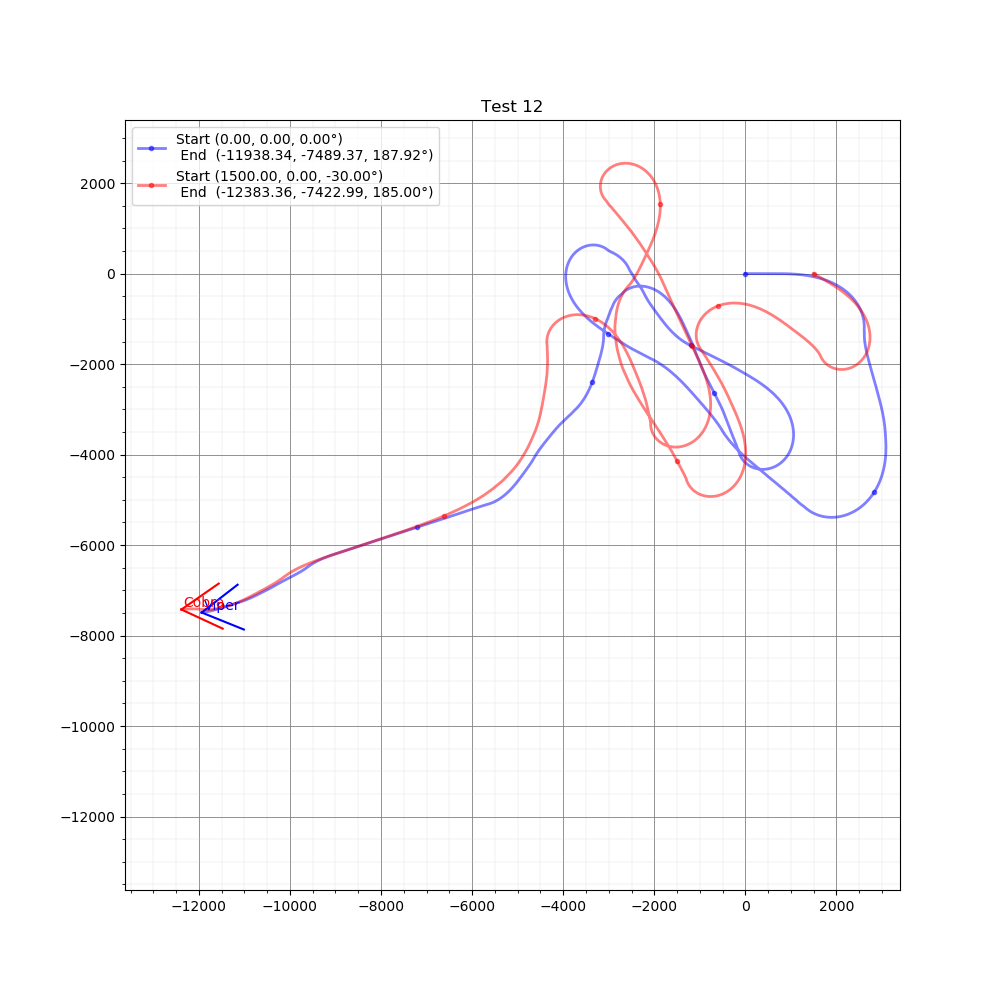 Test 12
Start (0.00, 0.00, 0.00°)
End (-11938.34, -7489.37, 187.92°)
Start (1500.00, 0.00, -30.00°)
End (-12383.36, -7422.99, 185.00°)
2000
0
−2000
−4000
−6000
−8000
−10000
−12000
Cobra
Viper
−12000 −10000 −8000 −6000 −4000 −2000 0 2000